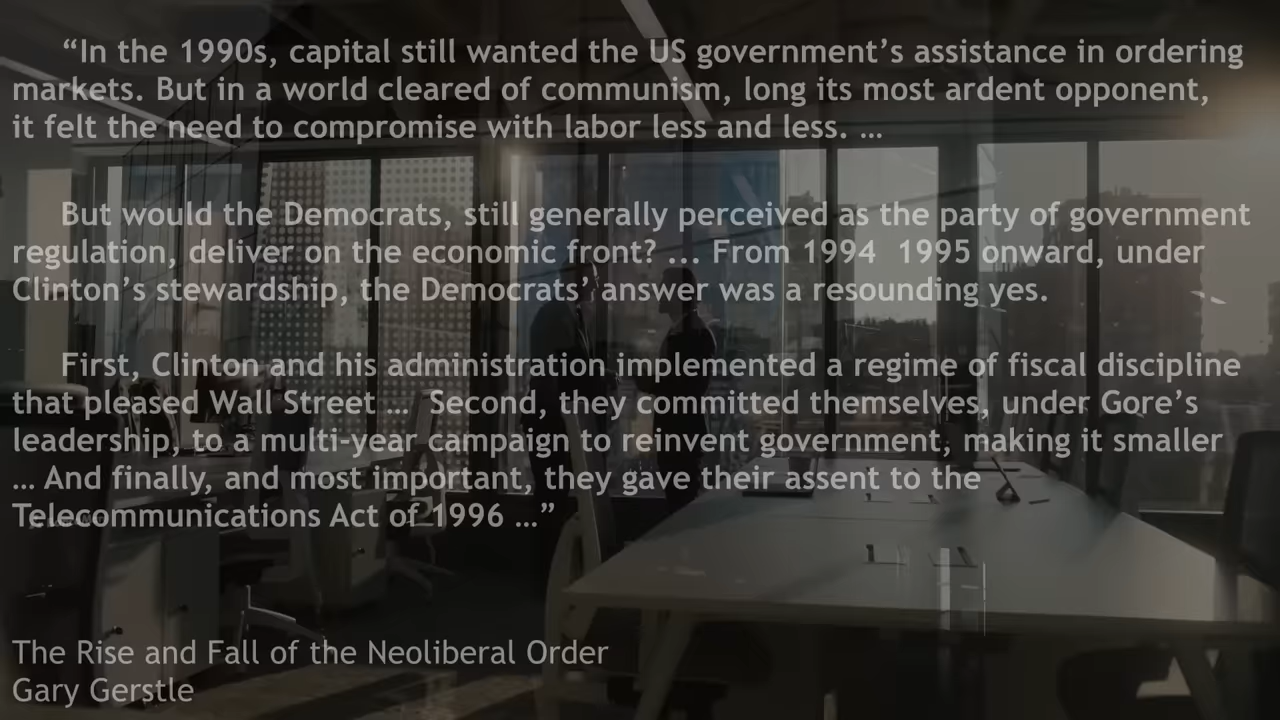 “In the 1990s, capital still wanted the US government’s assistance in ordering
markets. But in a world cleared of communism, long its most ardent opponent,
it felt the need to compromise with labor less and less. …
But would the Democrats, still generally perceived as the party of government
regulation, deliver on the economic front? ... From 1994  1995 onward, under
Clinton’s stewardship, the Democrats’ answer was a resounding yes.
First, Clinton and his administration implemented a regime of fiscal discipline
that pleased Wall Street …  Second, they committed themselves, under Gore’s
leadership, to a multi-year campaign to reinvent government, making it smaller
… And finally, and most important, they gave their assent to the
Telecommunications Act of 1996 …”
The Rise and Fall of the Neoliberal Order
Gary Gerstle